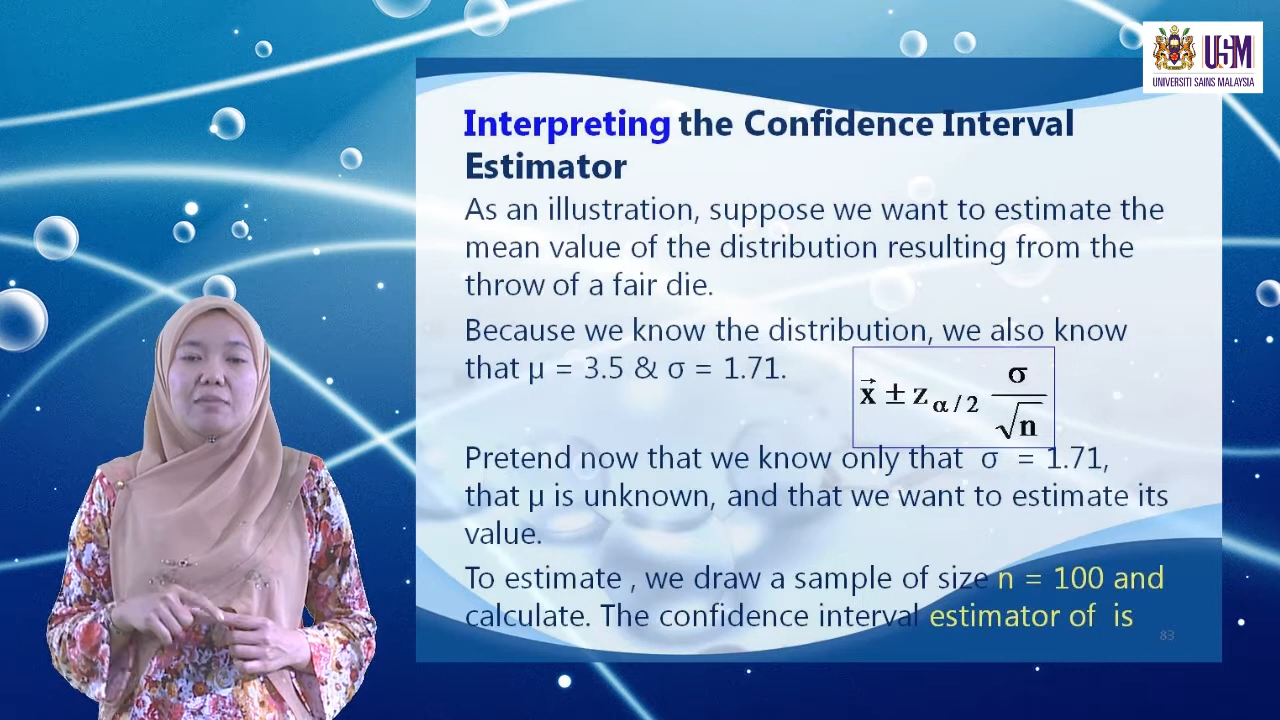 USM
UNIVERSITI SAINS MALAYSIA
Interpreting the Confidence Interval
Estimator
As an illustration, suppose we want to estimate the
mean value of the distribution resulting from the
throw of a fair die.
Because we know the distribution, we also know
that μ = 3.5 & σ = 1.71.
x⃗ ± z α/2 σ/√n
Pretend now that we know only that σ = 1.71,
that μ is unknown, and that we want to estimate its
value.
To estimate , we draw a sample of size n = 100 and
calculate. The confidence interval estimator of is
83